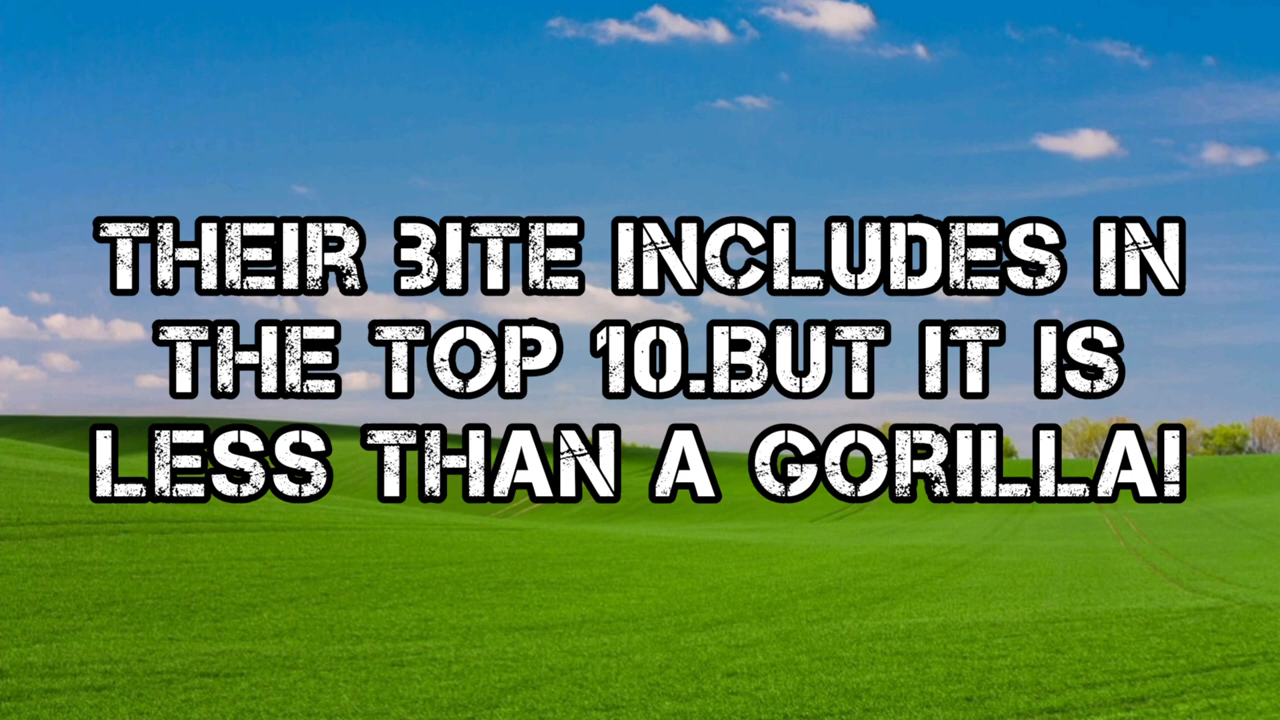 THEIR BITE INCLUDES IN
THE TOP 10.BUT IT IS
LESS THAN A GORILLA!